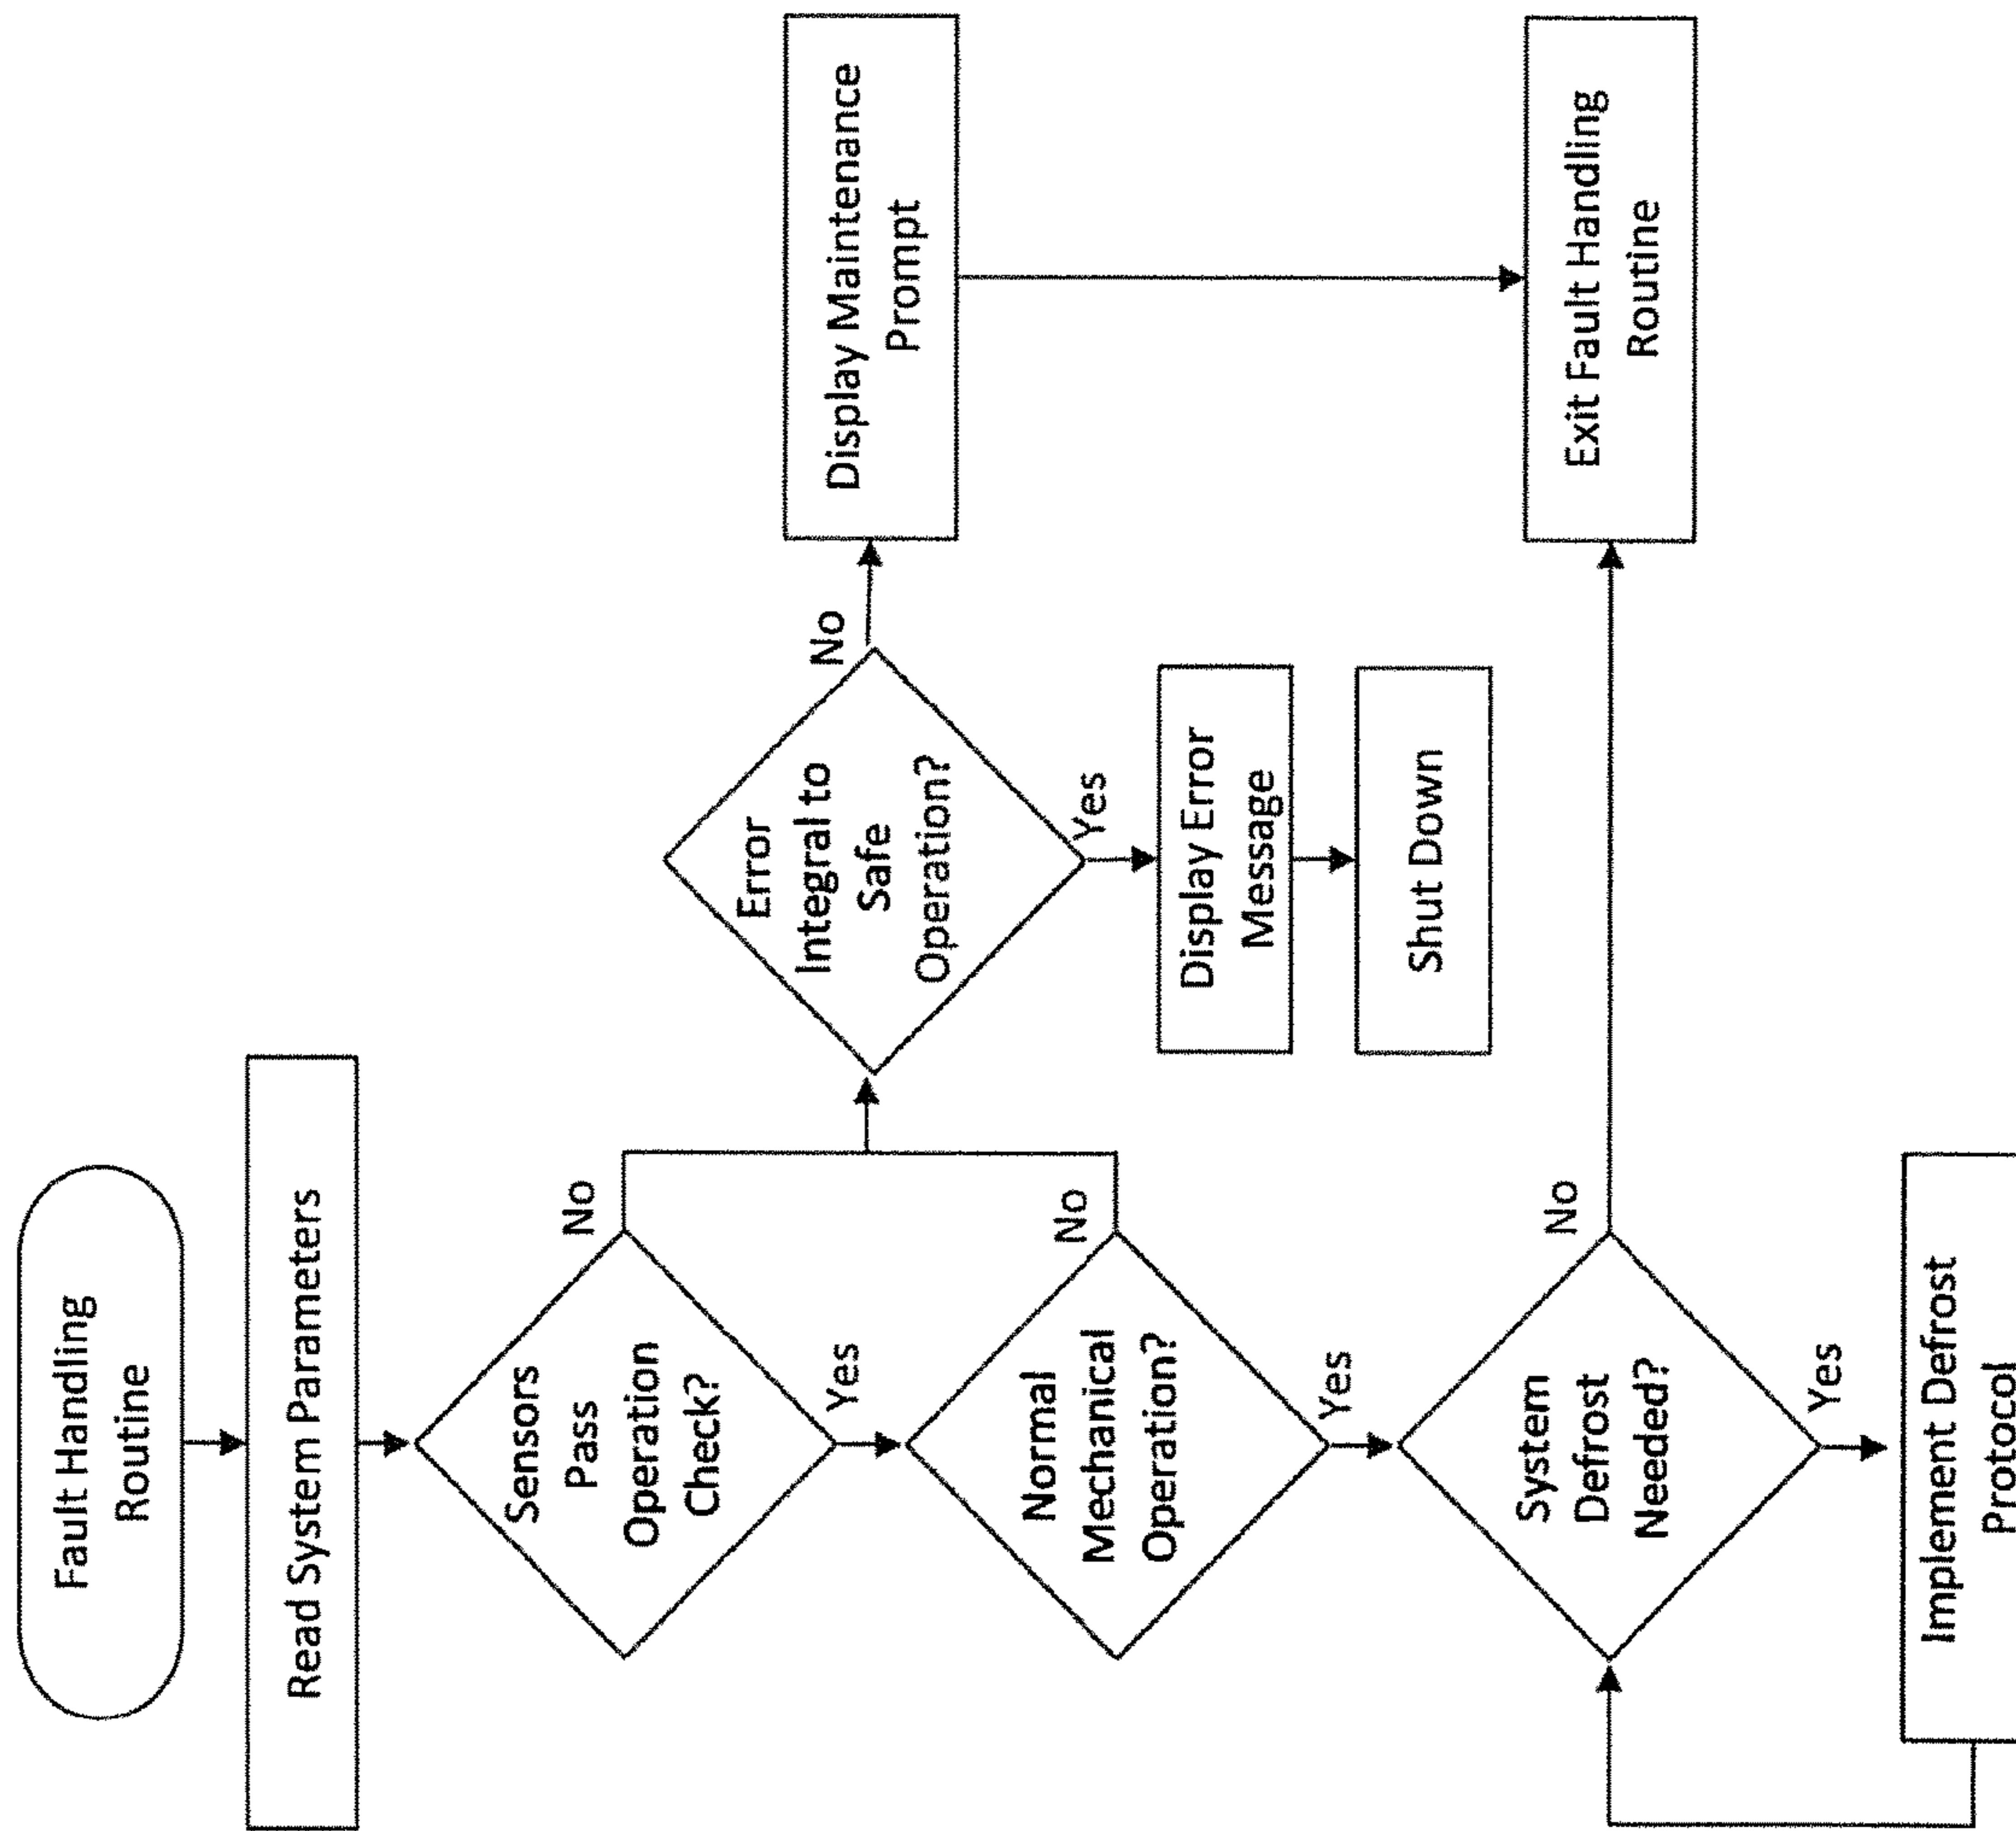 Fault Handling
Routine
Read System Parameters
Sensors
Pass
Operation
Check?
No
Yes
Normal
Mechanical
Operation?
No
Yes
System
Defrost
Needed?
No
Yes
Implement Defrost
Protocol
Error
Integral to
Safe
Operation?
No
Yes
Display Error
Message
Shut Down
Display Maintenance
Prompt
Exit Fault Handling
Routine